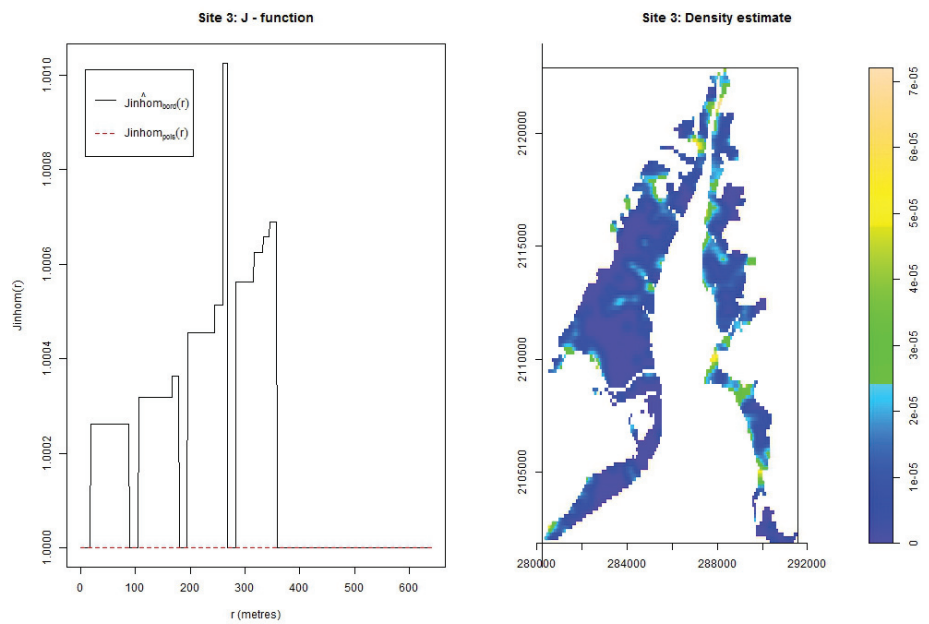 Site 3: J - function
Jinhom(r)
1.0010
1.0008
1.0006
1.0004
1.0002
1.0000
Ĵinhom_bord(r)
Jinhom_pois(r)
0 100 200 300 400 500 600
r (metres)
Site 3: Density estimate
2120000
2115000
2110000
2105000
280000 284000 288000 292000
7e-05
6e-05
5e-05
4e-05
3e-05
2e-05
1e-05
0